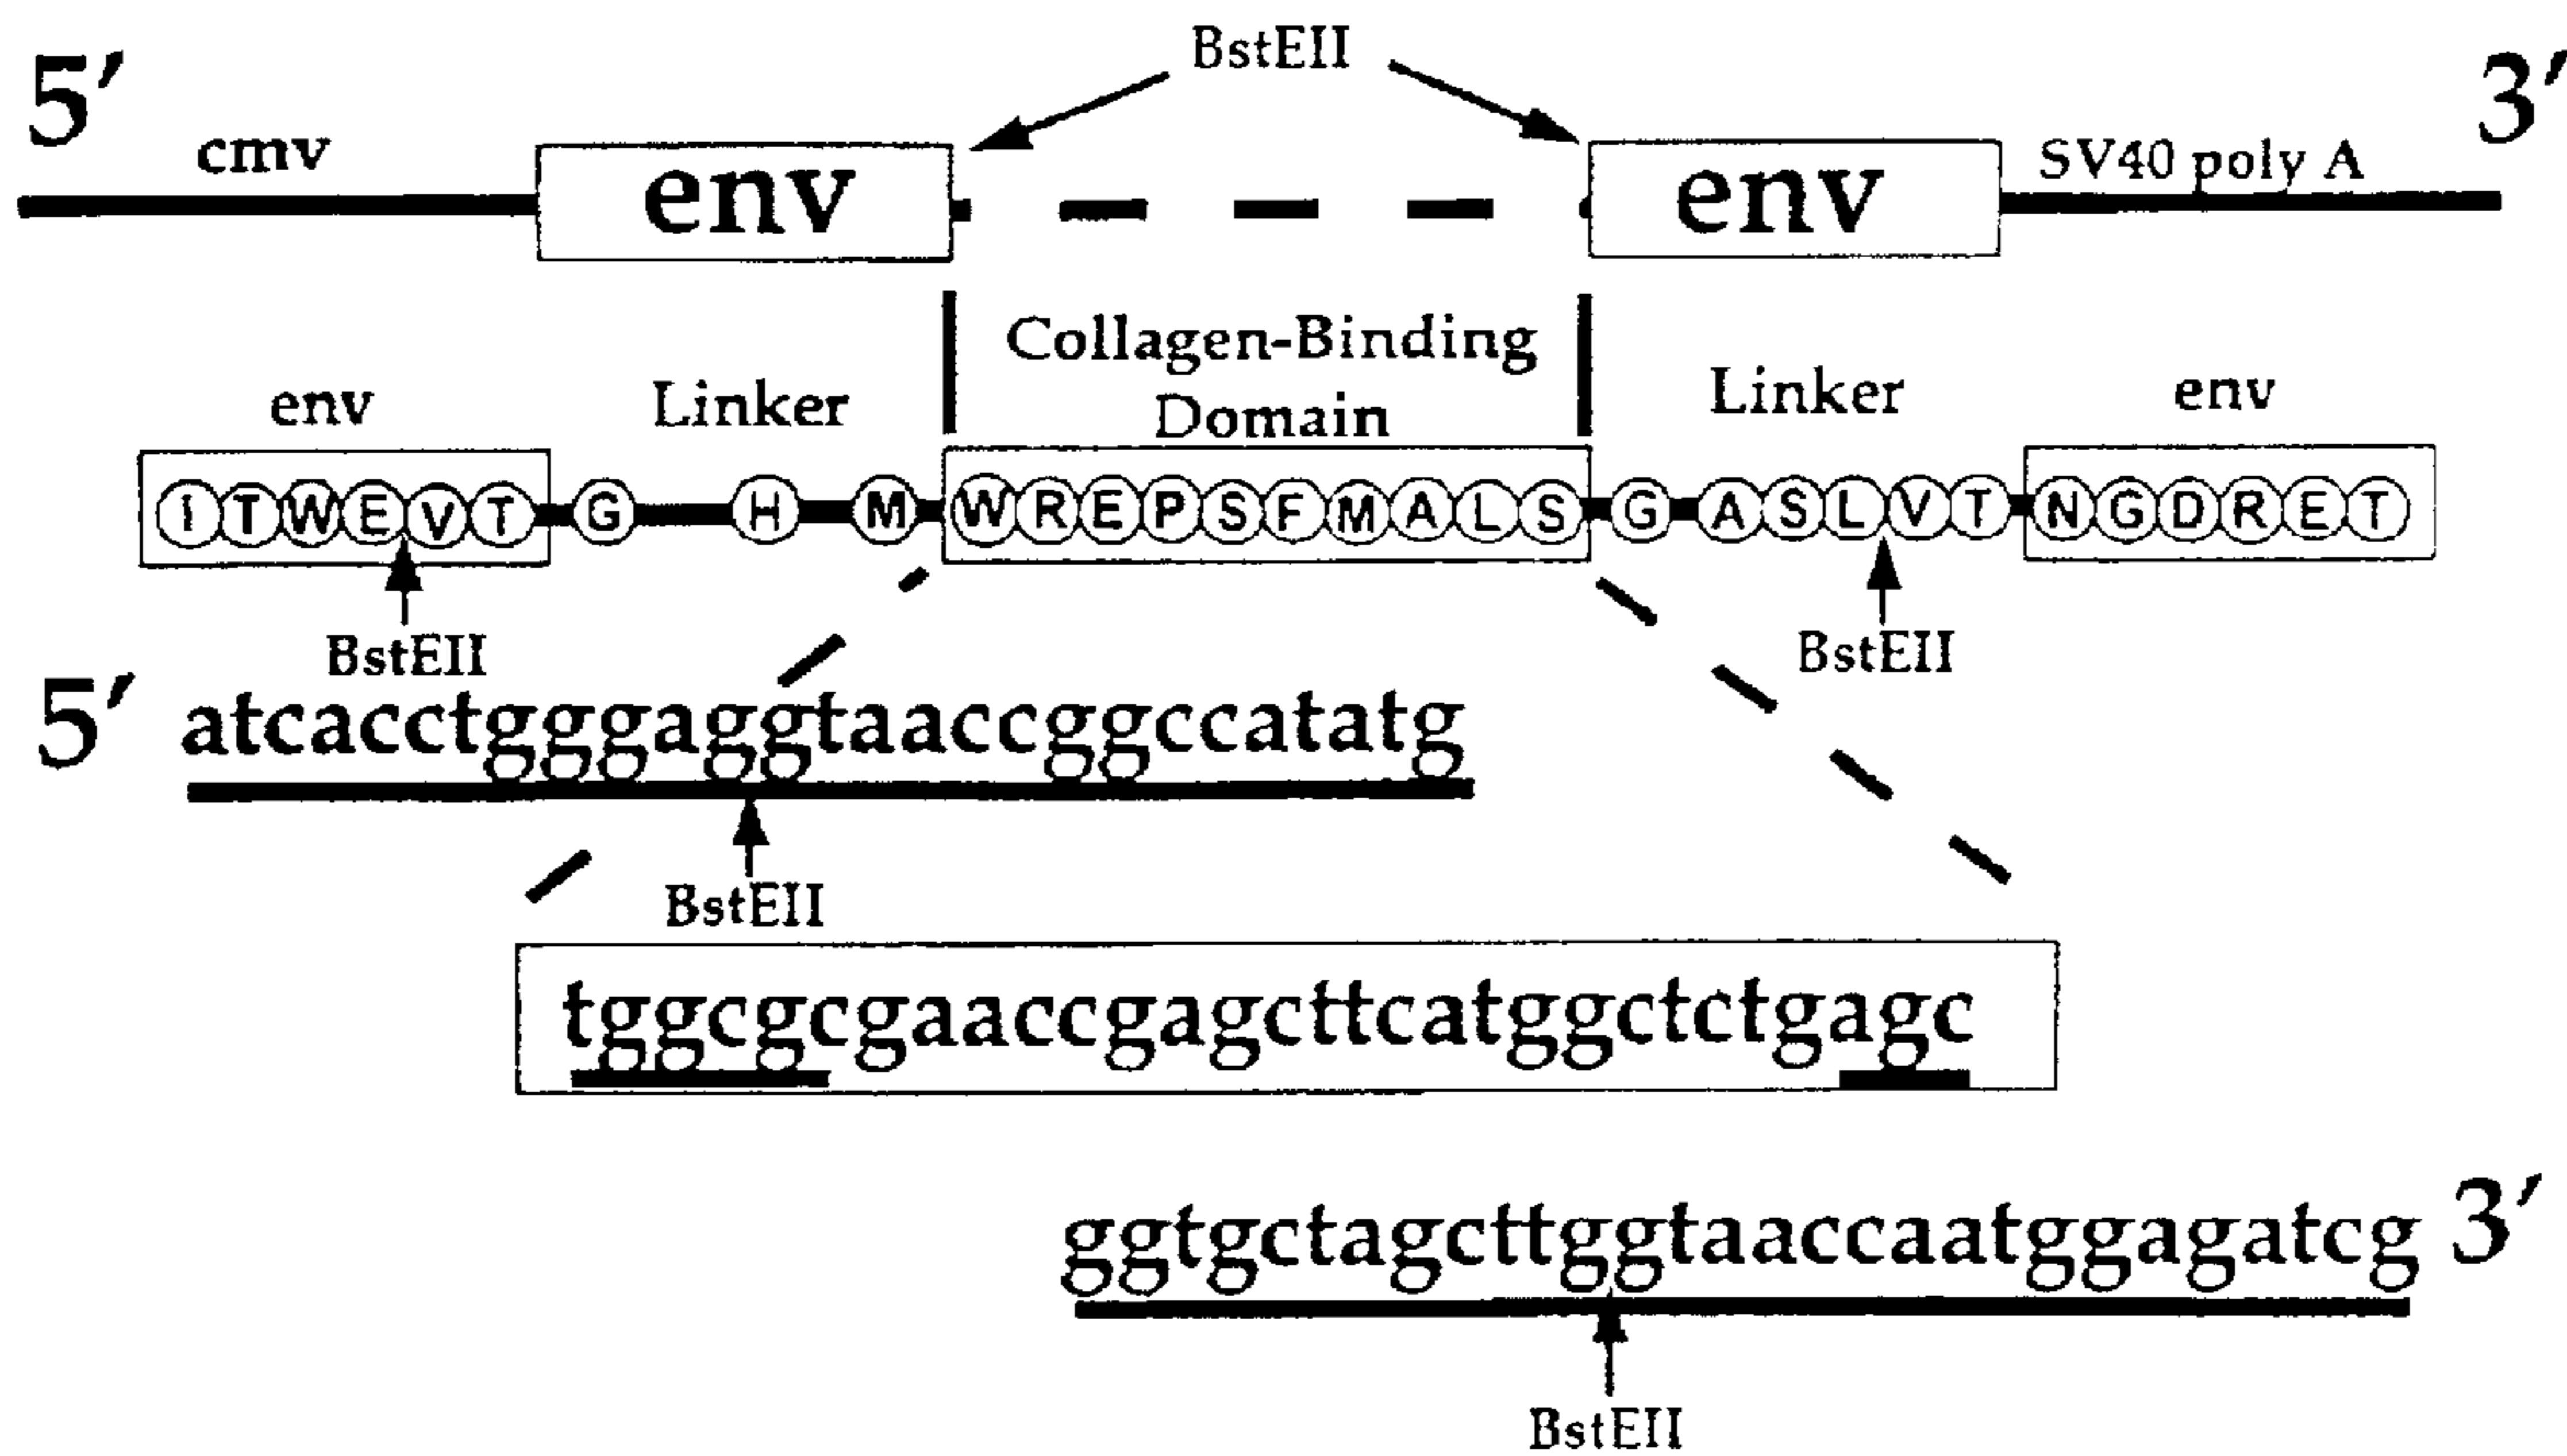 BstEII
5′ 3′
cmv env env SV40 poly A
Collagen-Binding
Domain
env Linker Linker env
I T W E V T G H M W R E P S F M A L S G A S L V T N G D R E T
BstEII BstEII
5′ atcacctgggaggtaaccggccatatg
BstEII
tggcgcgaaccgagcttcatggctctgagc
ggtgctagcttggtaaccaatggagatcg 3′
BstEII